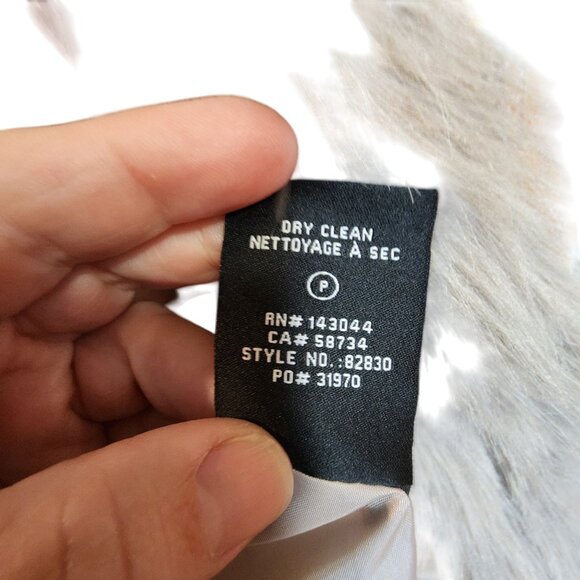 DRY CLEAN
NETTOYAGE À SEC
P
RN# 143044
CA# 58734
STYLE NO.:82830
PO# 31970